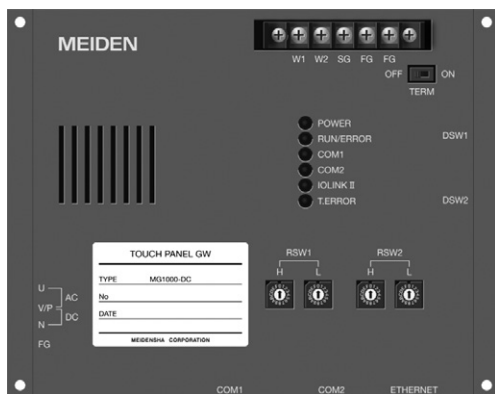 MEIDEN
W1 W2 SG FG FG
OFF ON
TERM
POWER
RUN/ERROR
COM1
COM2
IOLINK II
T.ERROR
DSW1
DSW2
TOUCH PANEL GW
TYPE MG1000-DC
No
DATE
MEIDENSHA CORPORATION
RSW1 RSW2
H L H L
U
V/P
N
AC
DC
FG
COM1 COM2 ETHERNET